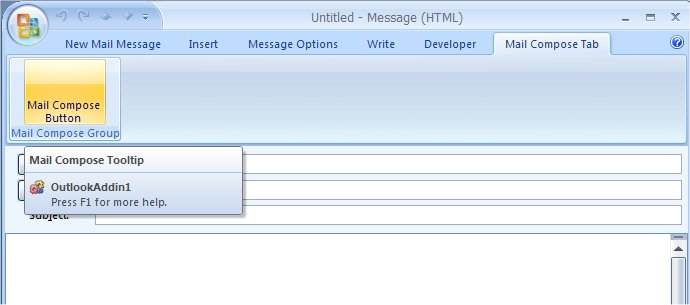 Untitled - Message (HTML)
New Mail Message Insert Message Options Write Developer Mail Compose Tab
Mail Compose
Button
Mail Compose Group
Mail Compose Tooltip
OutlookAddin1
Press F1 for more help.
Subject: